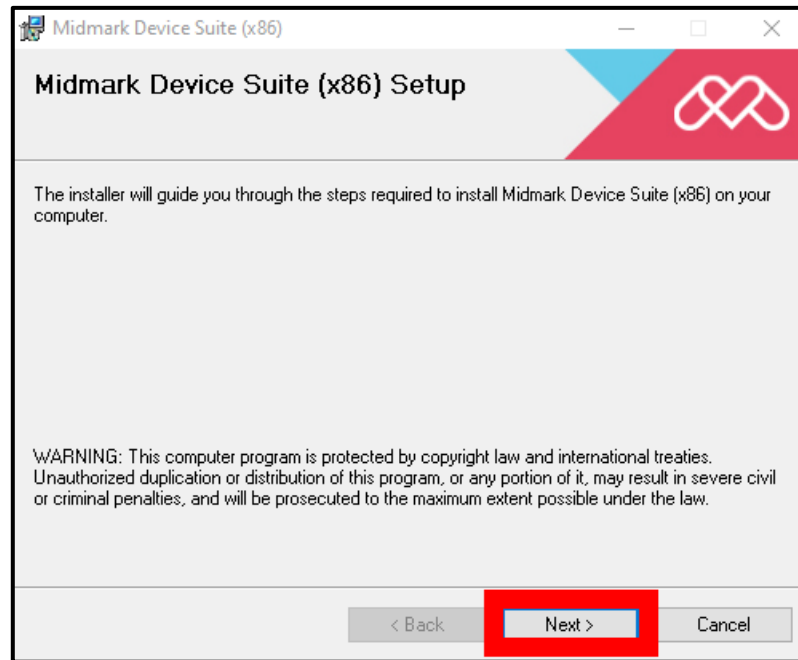 Midmark Device Suite (x86)
Midmark Device Suite (x86) Setup
The installer will guide you through the steps required to install Midmark Device Suite (x86) on your
computer.
WARNING: This computer program is protected by copyright law and international treaties.
Unauthorized duplication or distribution of this program, or any portion of it, may result in severe civil
or criminal penalties, and will be prosecuted to the maximum extent possible under the law.
< Back Next > Cancel